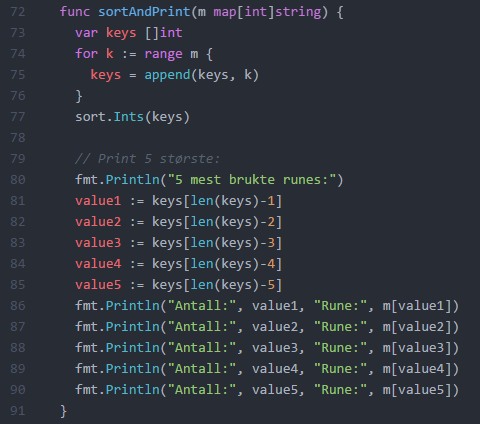 72 func sortAndPrint(m map[int]string) {
73   var keys []int
74   for k := range m {
75     keys = append(keys, k)
76   }
77   sort.Ints(keys)
78
79   // Print 5 største:
80   fmt.Println("5 mest brukte runes:")
81   value1 := keys[len(keys)-1]
82   value2 := keys[len(keys)-2]
83   value3 := keys[len(keys)-3]
84   value4 := keys[len(keys)-4]
85   value5 := keys[len(keys)-5]
86   fmt.Println("Antall:", value1, "Rune:", m[value1])
87   fmt.Println("Antall:", value2, "Rune:", m[value2])
88   fmt.Println("Antall:", value3, "Rune:", m[value3])
89   fmt.Println("Antall:", value4, "Rune:", m[value4])
90   fmt.Println("Antall:", value5, "Rune:", m[value5])
91 }